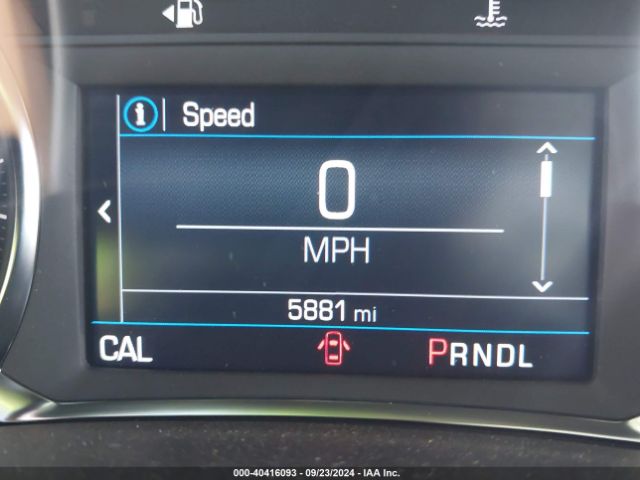 Speed
0
MPH
5881 mi
CAL PRNDL
000-40416093 - 09/23/2024 - IAA Inc.